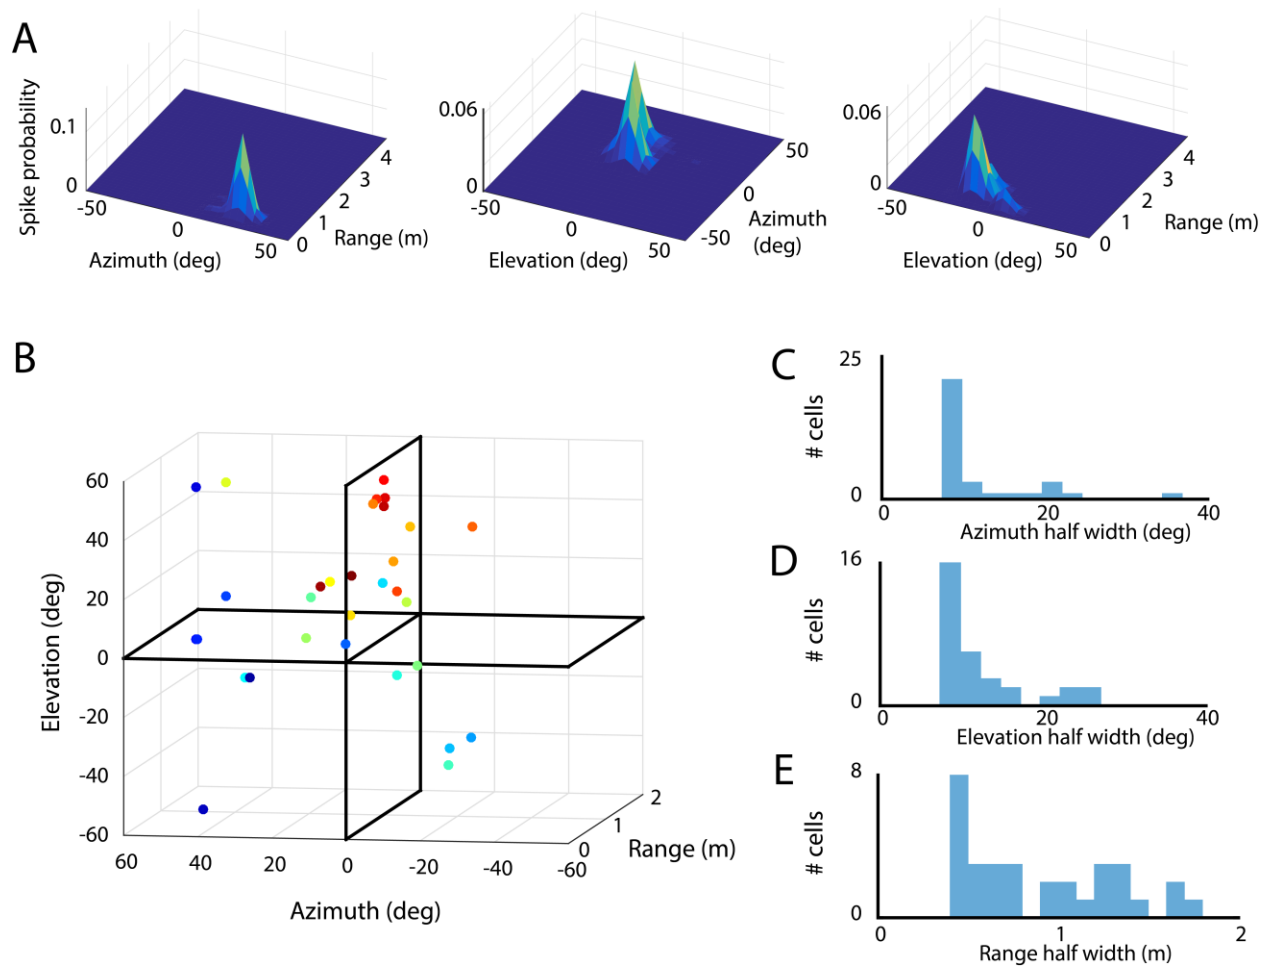 A
Spike probability
0.1
0
-50
0
50
Azimuth (deg)
0
1
2
3
4
Range (m)
0.06
0
-50
0
50
Elevation (deg)
-50
0
50
Azimuth
(deg)
0.06
0
-50
0
50
Elevation (deg)
0
1
2
3
4
Range (m)
B
Elevation (deg)
60
40
20
0
-20
-40
-60
60
40
20
0
-20
-40
-60
Azimuth (deg)
0
1
2
Range (m)
C
# cells
25
0
0
20
40
Azimuth half width (deg)
D
# cells
16
0
0
20
40
Elevation half width (deg)
E
# cells
8
0
0
1
2
Range half width (m)